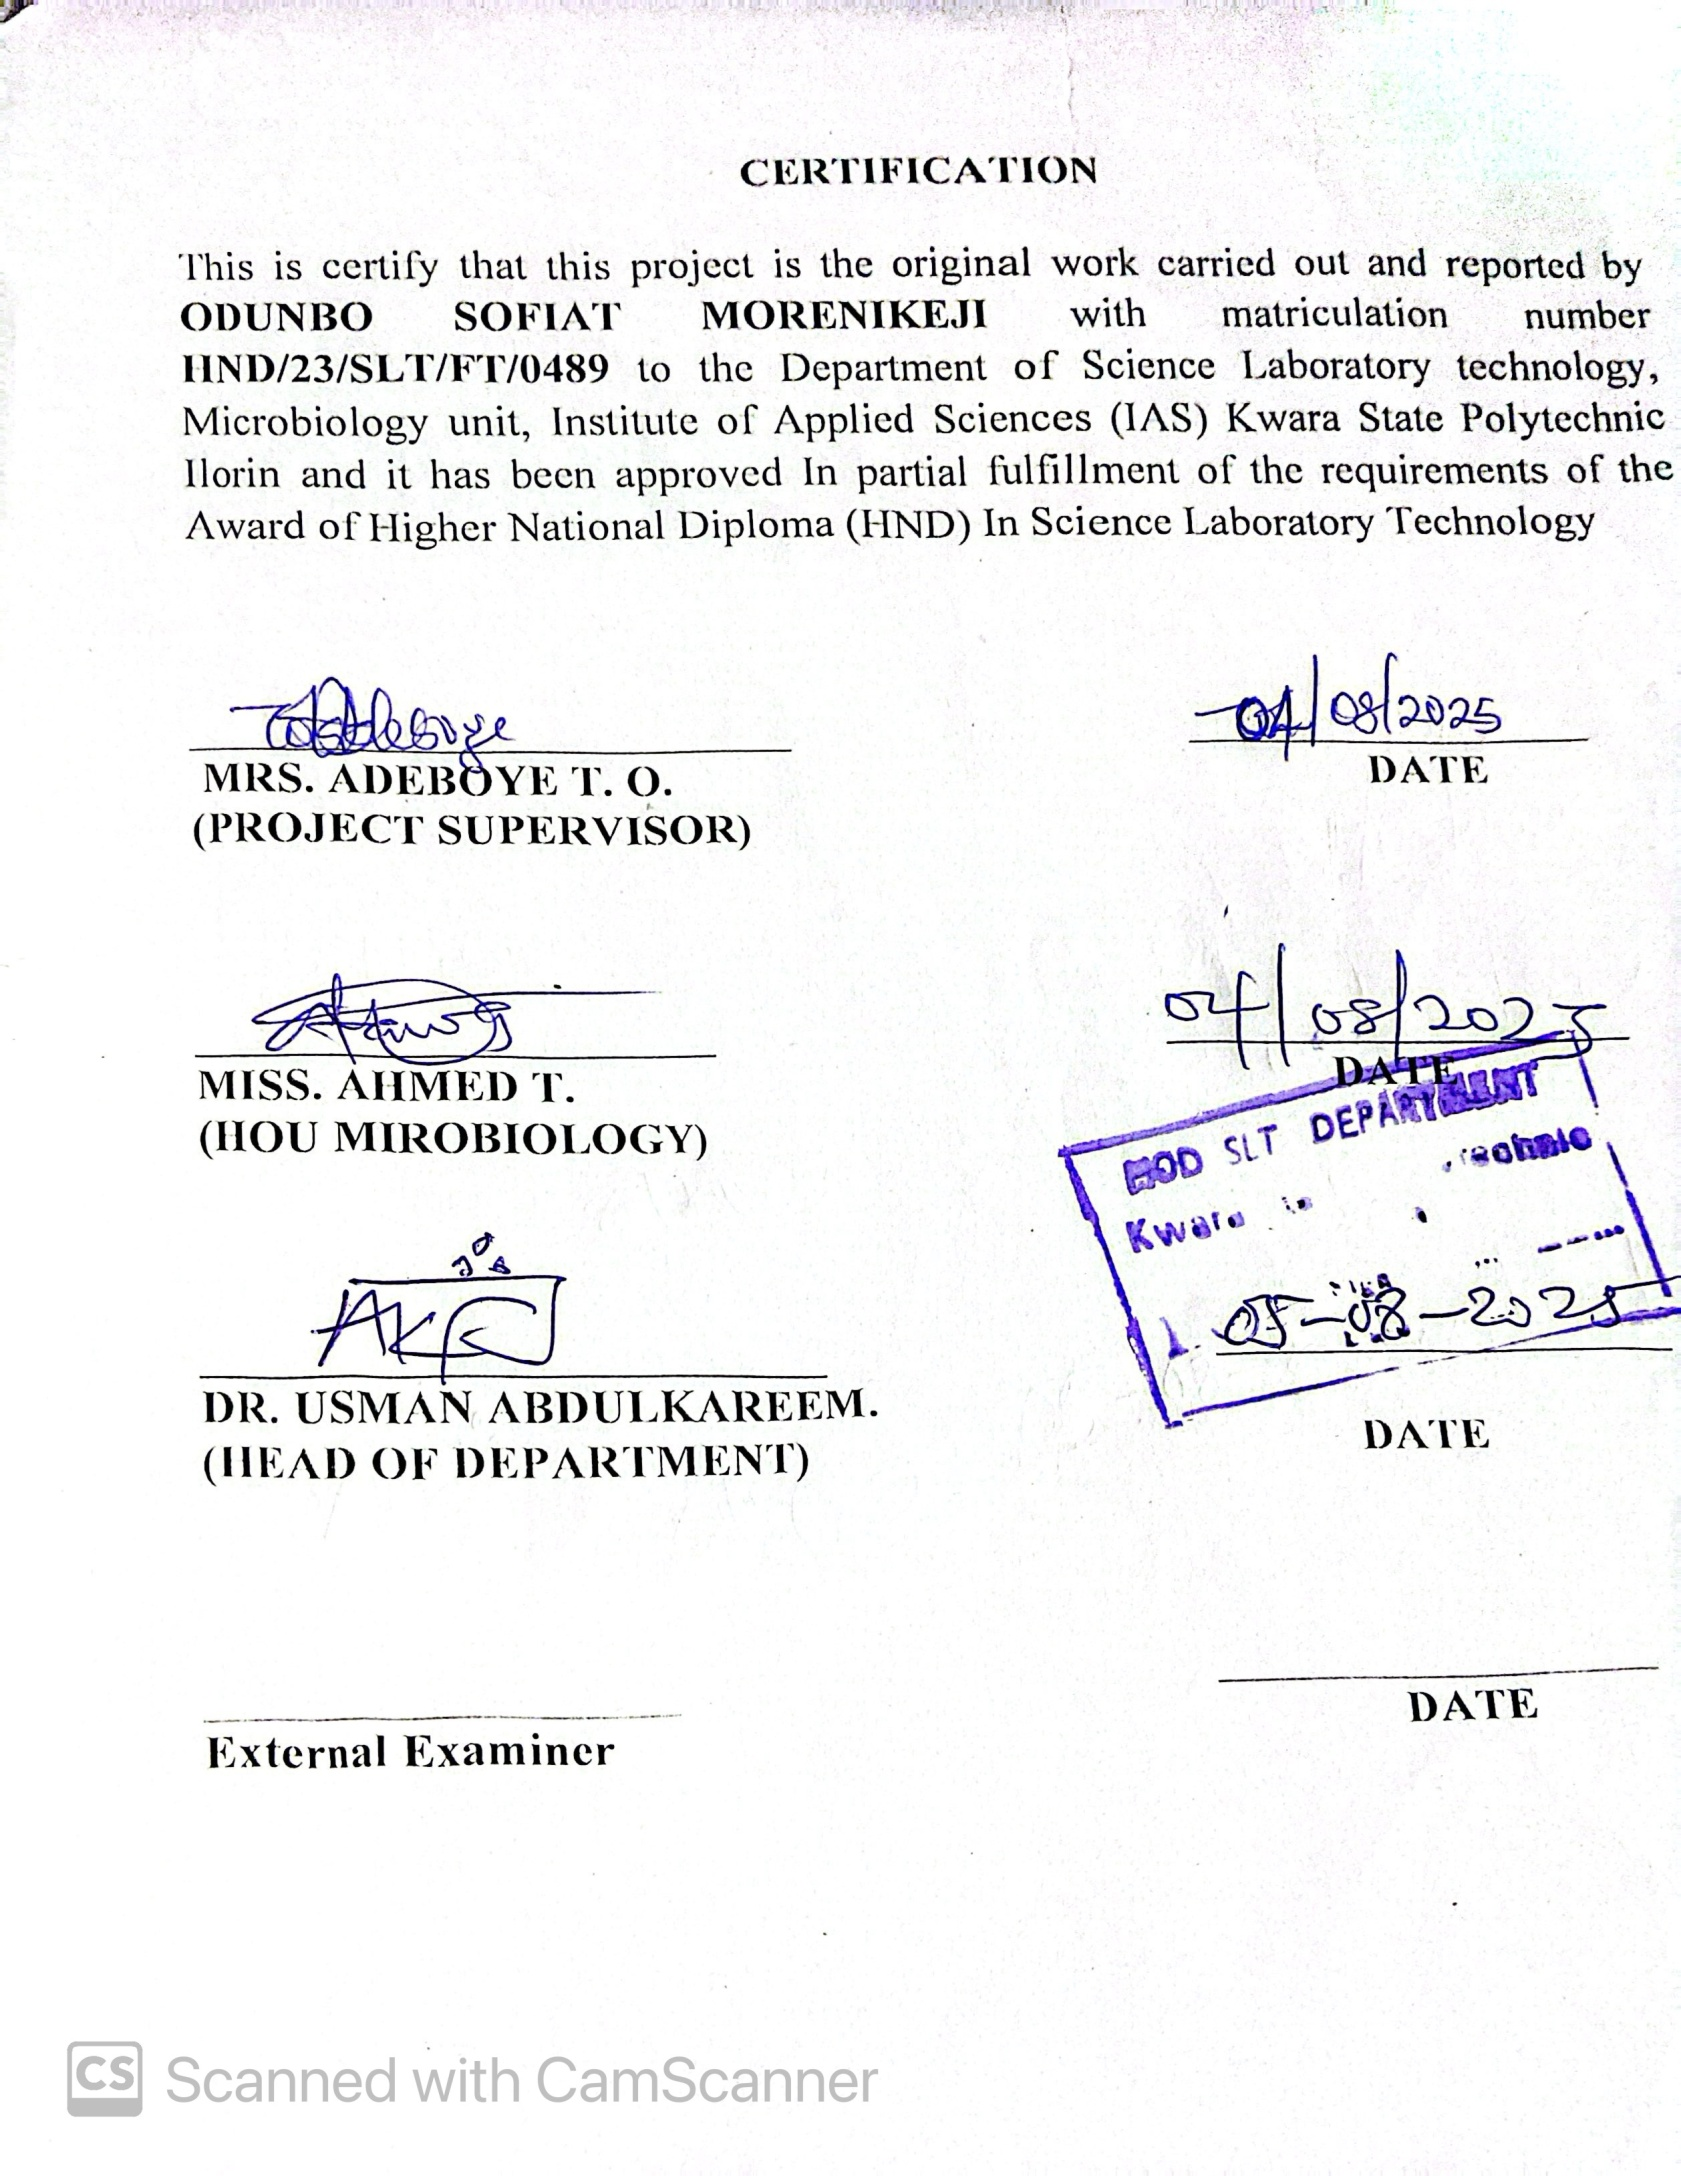 CERTIFICATION
This is certify that this project is the original work carried out and reported by
ODUNBO SOFIAT MORENIKEJI with matriculation number
HND/23/SLT/FT/0489 to the Department of Science Laboratory technology,
Microbiology unit, Institute of Applied Sciences (IAS) Kwara State Polytechnic
Ilorin and it has been approved In partial fulfillment of the requirements of the
Award of Higher National Diploma (HND) In Science Laboratory Technology
04/08/2025
MRS. ADEBOYE T. O.
DATE
(PROJECT SUPERVISOR)
04/08/2025
MISS. AHMED T.
DATE
(HOU MIROBIOLOGY)
HOD SLT DEPARTMENT
Kwara
05-08-2025
DR. USMAN ABDULKAREEM.
DATE
(HEAD OF DEPARTMENT)
External Examiner
DATE
CS Scanned with CamScanner